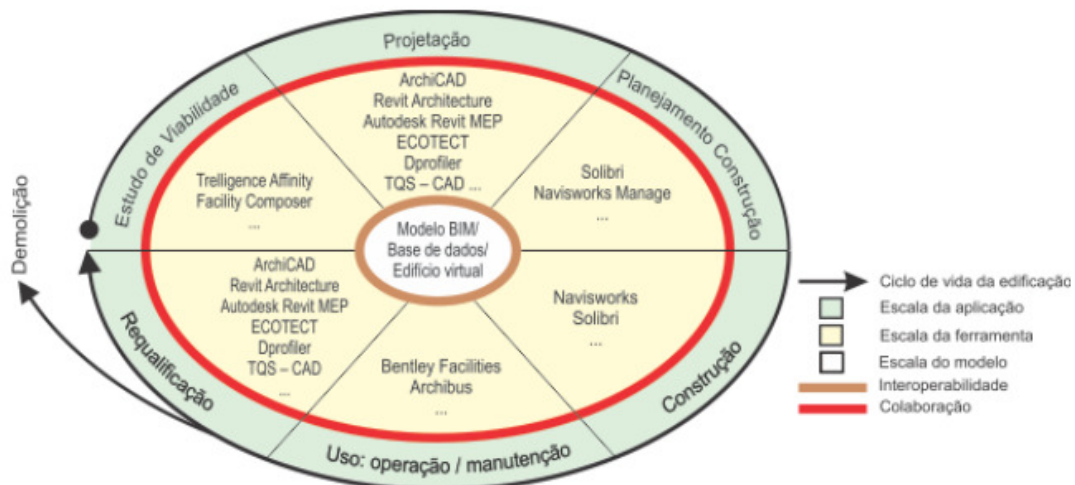 Projetação
Estudo de Viabilidade
Planejamento Construção
ArchiCAD
Revit Architecture
Autodesk Revit MEP
ECOTECT
Dprofiler
TQS – CAD ...
Trelligence Affinity
Facility Composer
...
Solibri
Navisworks Manage
...
Modelo BIM/
Base de dados/
Edifício virtual
Demolição
ArchiCAD
Revit Architecture
Autodesk Revit MEP
ECOTECT
Dprofiler
TQS – CAD
...
Navisworks
Solibri
...
Bentley Facilities
Archibus
...
Requalificação
Construção
Uso: operação / manutenção
Ciclo de vida da edificação
Escala da aplicação
Escala da ferramenta
Escala do modelo
Interoperabilidade
Colaboração